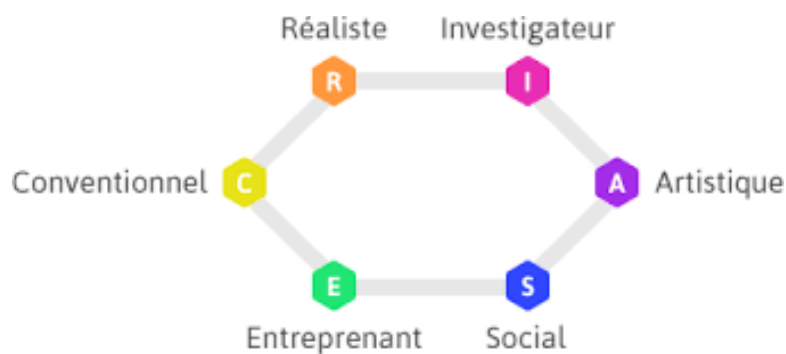 Réaliste Investigateur
R I
Conventionnel C A Artistique
E S
Entreprenant Social